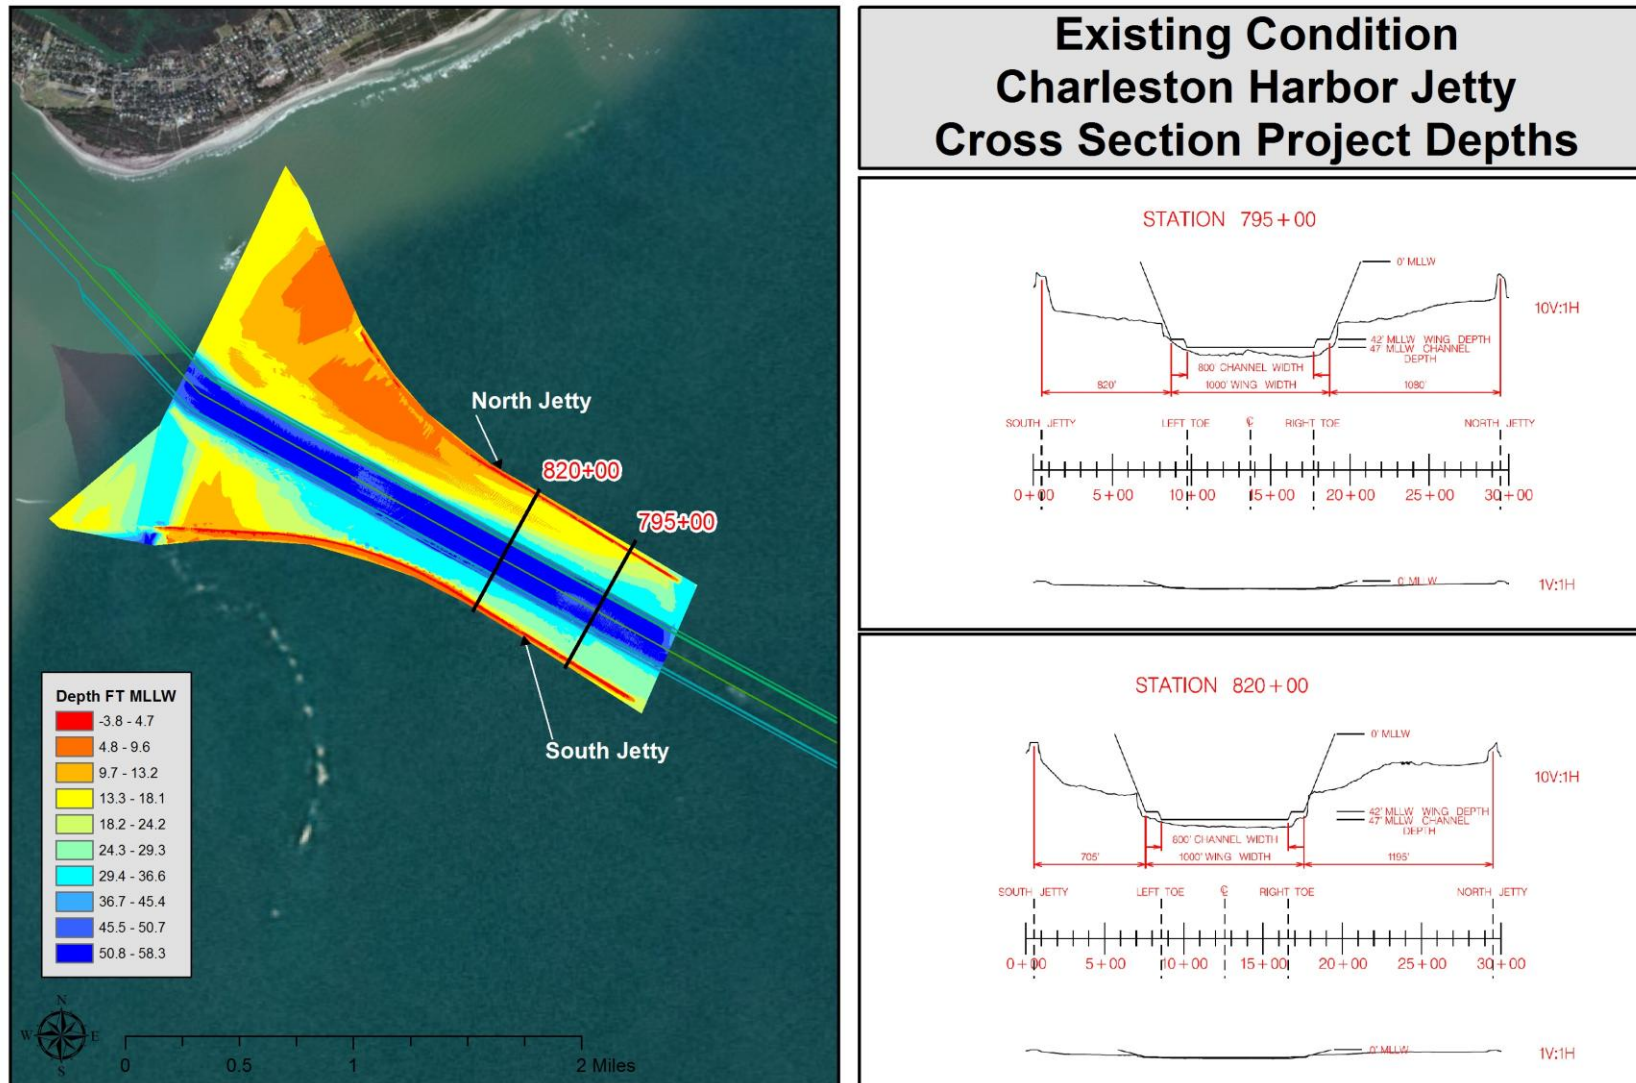 Existing Condition
Charleston Harbor Jetty
Cross Section Project Depths
North Jetty
820+00
795+00
South Jetty
Depth FT MLLW
-3.8 - 4.7
4.8 - 9.6
9.7 - 13.2
13.3 - 18.1
18.2 - 24.2
24.3 - 29.3
29.4 - 36.6
36.7 - 45.4
45.5 - 50.7
50.8 - 58.3
N
W E
S
0 0.5 1 2 Miles
STATION 795+00
0' MLLW
10V:1H
42' MLLW WING DEPTH
47' MLLW CHANNEL
DEPTH
800' CHANNEL WIDTH
820' 1000' WING WIDTH 1080'
SOUTH JETTY LEFT TOE ℄ RIGHT TOE NORTH JETTY
0+00 5+00 10+00 15+00 20+00 25+00 30+00
0' MLLW 1V:1H
STATION 820+00
0' MLLW
10V:1H
42' MLLW WING DEPTH
47' MLLW CHANNEL
DEPTH
800' CHANNEL WIDTH
705' 1000' WING WIDTH 1195'
SOUTH JETTY LEFT TOE ℄ RIGHT TOE NORTH JETTY
0+00 5+00 10+00 15+00 20+00 25+00 30+00
0' MLLW 1V:1H